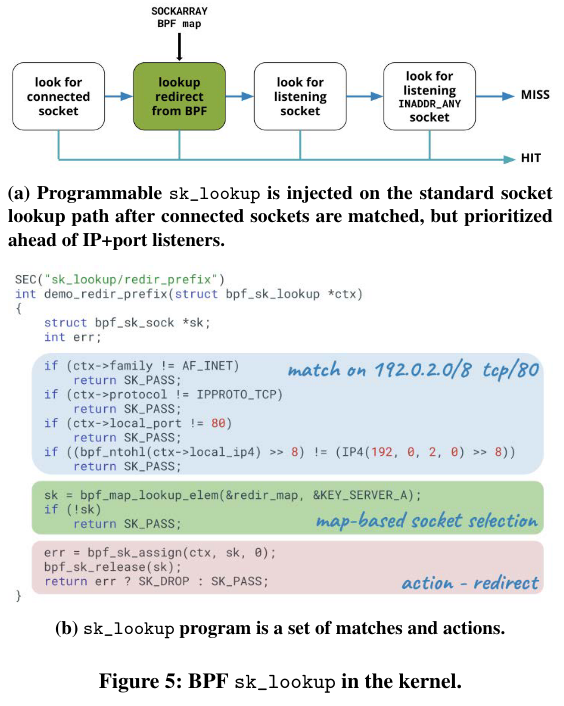 SOCKARRAY
BPF map
look for
connected
socket
lookup
redirect
from BPF
look for
listening
socket
look for
listening
INADDR_ANY
socket
MISS
HIT
(a) Programmable sk_lookup is injected on the standard socket
lookup path after connected sockets are matched, but prioritized
ahead of IP+port listeners.
SEC("sk_lookup/redir_prefix")
int demo_redir_prefix(struct bpf_sk_lookup *ctx)
{
    struct bpf_sk_sock *sk;
    int err;
    if (ctx->family != AF_INET)
        return SK_PASS;
    if (ctx->protocol != IPPROTO_TCP)
        return SK_PASS;
    if (ctx->local_port != 80)
        return SK_PASS;
    if ((bpf_ntohl(ctx->local_ip4) >> 8) != (IP4(192, 0, 2, 0) >> 8))
        return SK_PASS;
match on 192.0.2.0/8 tcp/80
    sk = bpf_map_lookup_elem(&redir_map, &KEY_SERVER_A);
    if (!sk)
        return SK_PASS;
map-based socket selection
    err = bpf_sk_assign(ctx, sk, 0);
    bpf_sk_release(sk);
    return err ? SK_DROP : SK_PASS;
action - redirect
}
(b) sk_lookup program is a set of matches and actions.
Figure 5: BPF sk_lookup in the kernel.